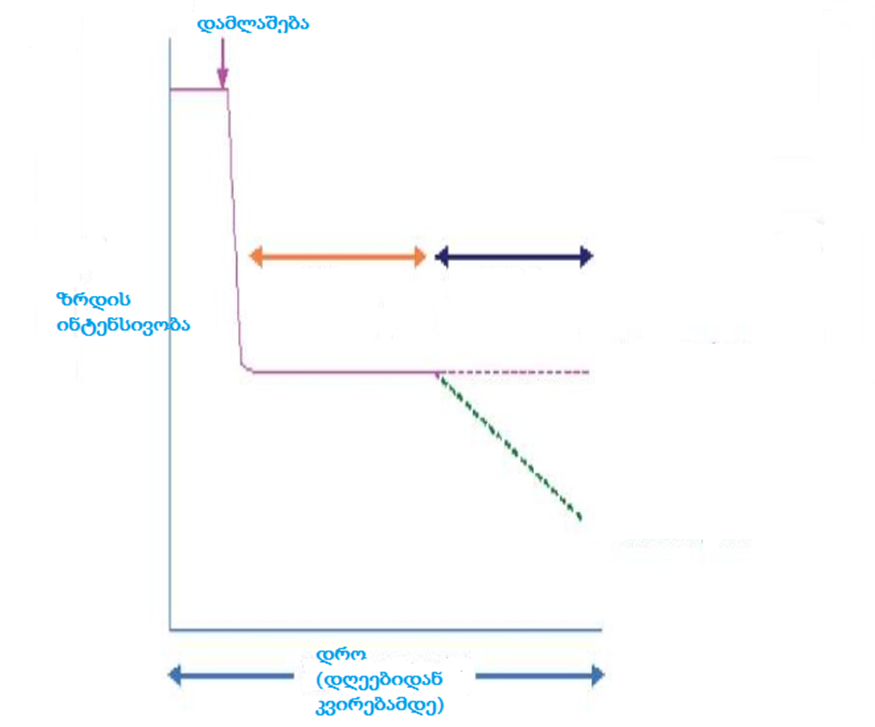 დამლაშება
ზრდის
ინტენსივობა
დრო
(დღეებიდან
კვირებამდე)